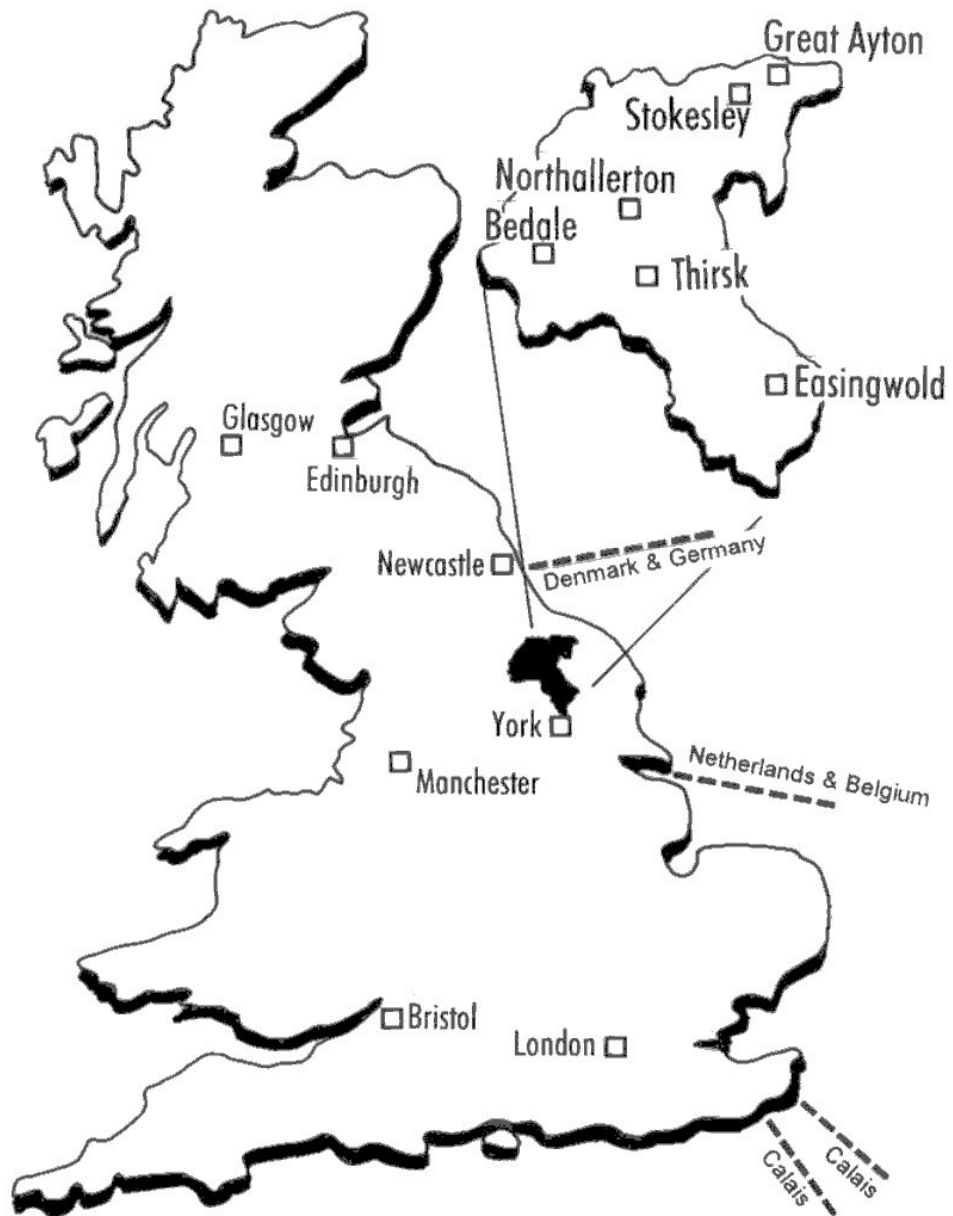 Great Ayton
Stokesley
Northallerton
Bedale
Thirsk
Easingwold
Glasgow
Edinburgh
Newcastle
Denmark & Germany
York
Manchester
Netherlands & Belgium
Bristol
London
Calais
Calais